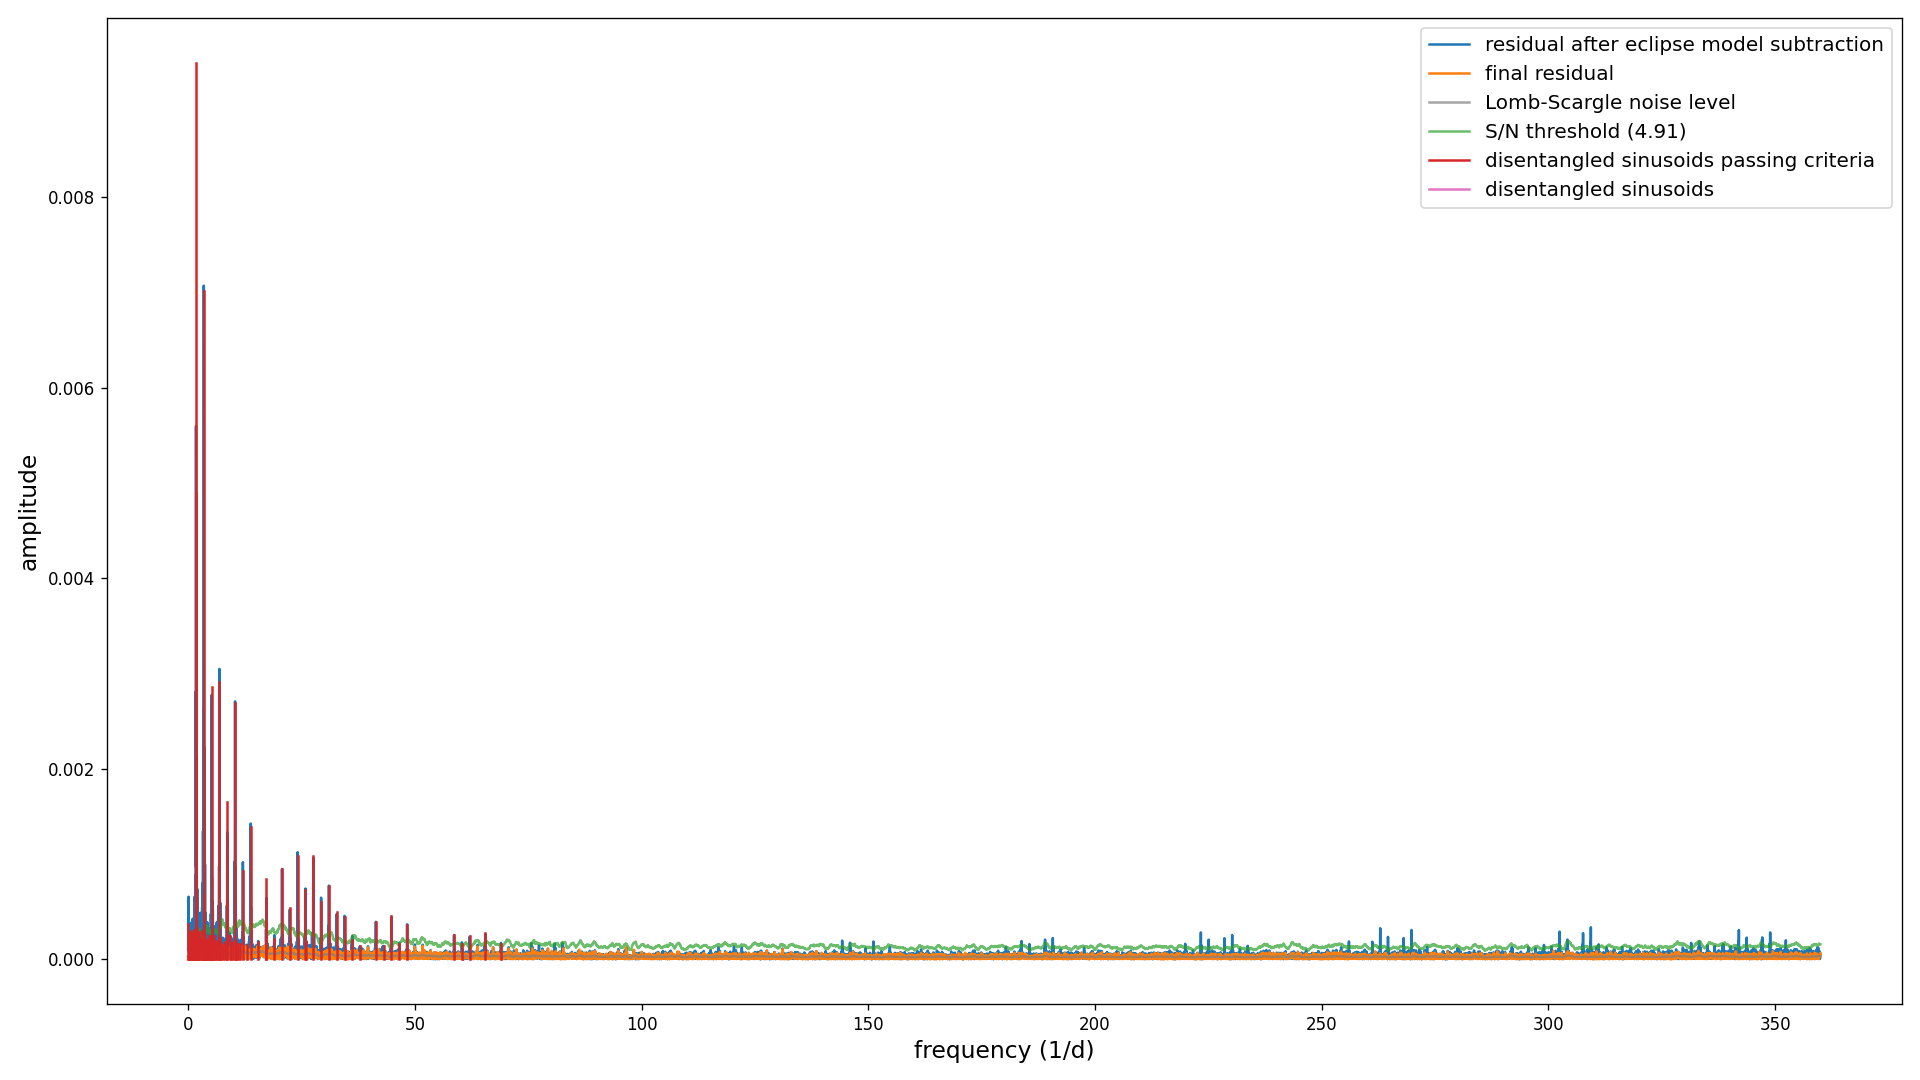 residual after eclipse model subtraction
final residual
Lomb-Scargle noise level
S/N threshold (4.91)
disentangled sinusoids passing criteria
disentangled sinusoids
0.008
0.006
0.004
0.002
0.000
amplitude
0 50 100 150 200 250 300 350
frequency (1/d)